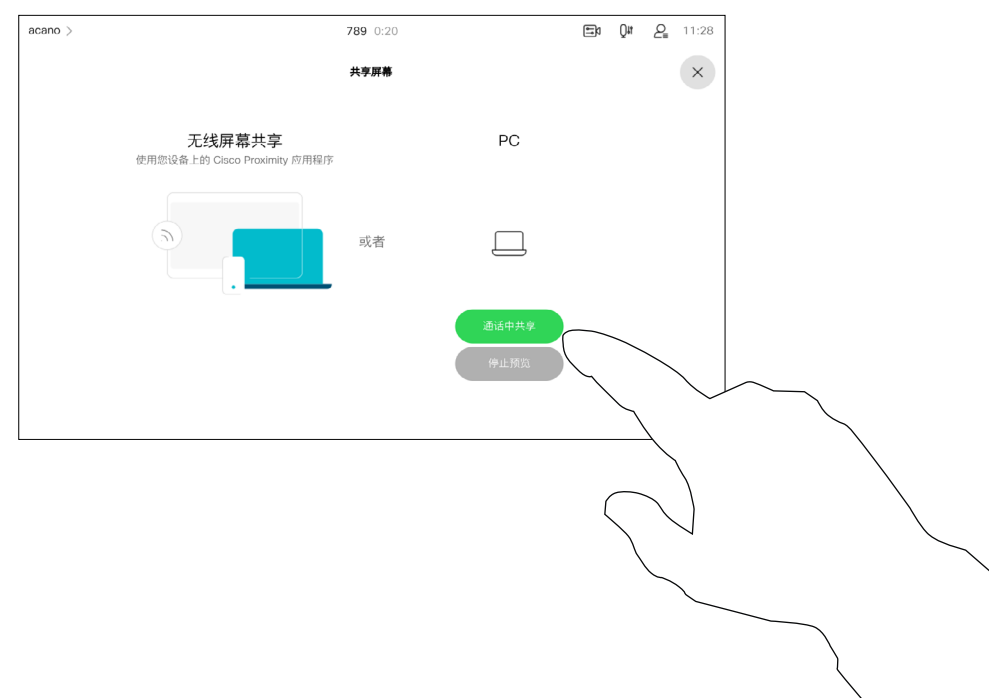 acano > 789 0:20 11:28
共享屏幕
无线屏幕共享
使用您设备上的 Cisco Proximity 应用程序
PC
或者
通话中共享
停止预览